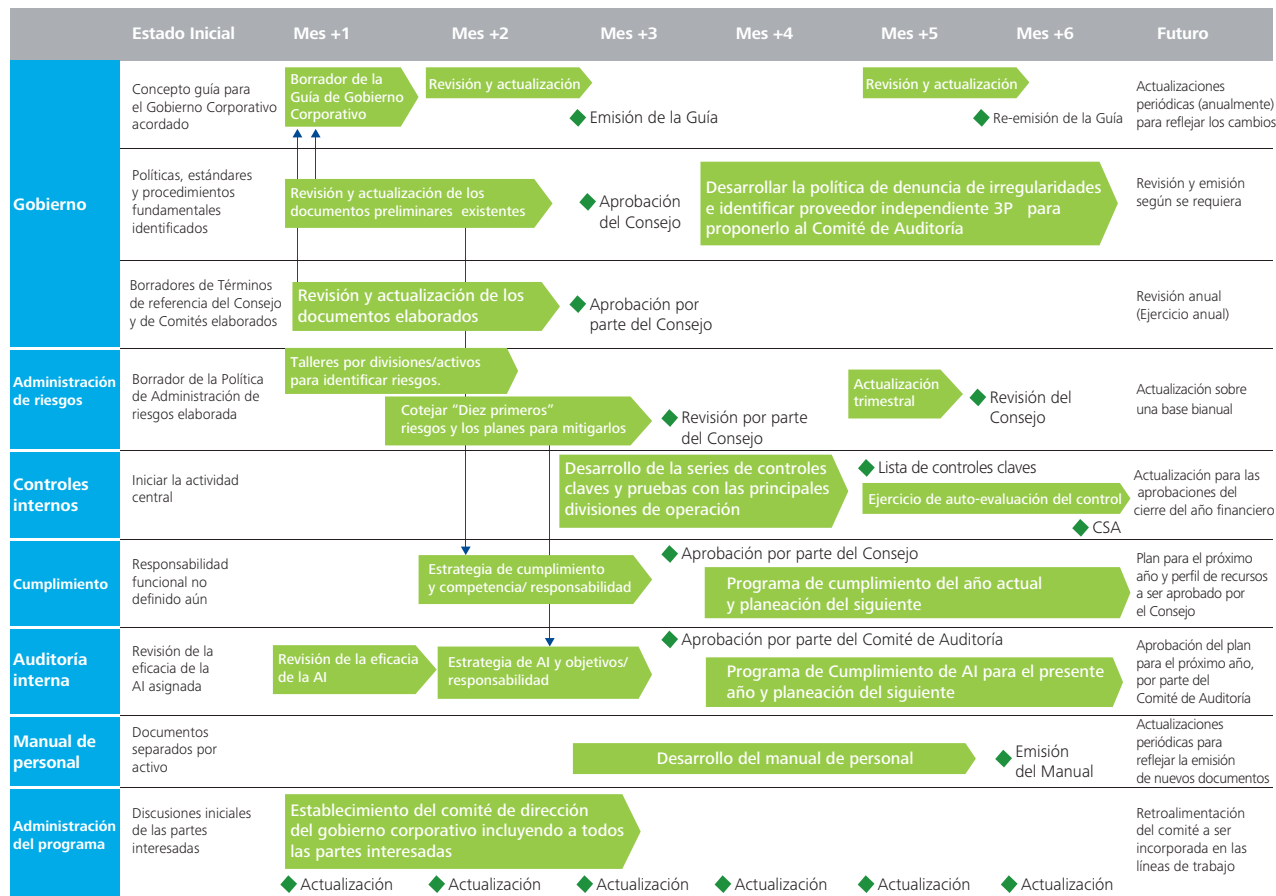 Estado Inicial
Mes +1
Mes +2
Mes +3
Mes +4
Mes +5
Mes +6
Futuro
Gobierno
Concepto guía para
el Gobierno Corporativo
acordado
Borrador de la
Guía de Gobierno
Corporativo
Revisión y actualización
Emisión de la Guía
Revisión y actualización
Re-emisión de la Guía
Actualizaciones
periódicas (anualmente)
para reflejar los cambios
Políticas, estándares
y procedimientos
fundamentales
identificados
Revisión y actualización de los
documentos preliminares existentes
Aprobación
del Consejo
Desarrollar la política de denuncia de irregularidades
e identificar proveedor independiente 3P para
proponerlo al Comité de Auditoría
Revisión y emisión
según se requiera
Borradores de Términos
de referencia del Consejo
y de Comités elaborados
Revisión y actualización de los
documentos elaborados
Aprobación por
parte del Consejo
Revisión anual
(Ejercicio anual)
Administración
de riesgos
Borrador de la Política
de Administración de
riesgos elaborada
Talleres por divisiones/activos
para identificar riesgos.
Cotejar “Diez primeros”
riesgos y los planes para mitigarlos
Revisión por parte
del Consejo
Actualización
trimestral
Revisión del
Consejo
Actualización sobre
una base bianual
Controles
internos
Iniciar la actividad
central
Desarrollo de la series de controles
claves y pruebas con las principales
divisiones de operación
Lista de controles claves
Ejercicio de auto-evaluación del control
CSA
Actualización para las
aprobaciones del
cierre del año financiero
Cumplimiento
Responsabilidad
funcional no
definido aún
Estrategia de cumplimiento
y competencia/ responsabilidad
Aprobación por parte del Consejo
Programa de cumplimiento del año actual
y planeación del siguiente
Plan para el próximo
año y perfil de recursos
a ser aprobado por
el Consejo
Auditoría
interna
Revisión de la
eficacia de la
AI asignada
Revisión de la eficacia
de la AI
Estrategia de AI y objetivos/
responsabilidad
Aprobación por parte del Comité de Auditoría
Programa de Cumplimiento de AI para el presente
año y planeación del siguiente
Aprobación del plan
para el próximo año,
por parte del
Comité de Auditoría
Manual de
personal
Documentos
separados por
activo
Desarrollo del manual de personal
Emisión
del Manual
Actualizaciones
periódicas para
reflejar la emisión
de nuevos documentos
Administración
del programa
Discusiones iniciales
de las partes
interesadas
Establecimiento del comité de dirección
del gobierno corporativo incluyendo a todos
las partes interesadas
Actualización
Actualización
Actualización
Actualización
Actualización
Actualización
Retroalimentación
del comité a ser
incorporada en las
líneas de trabajo